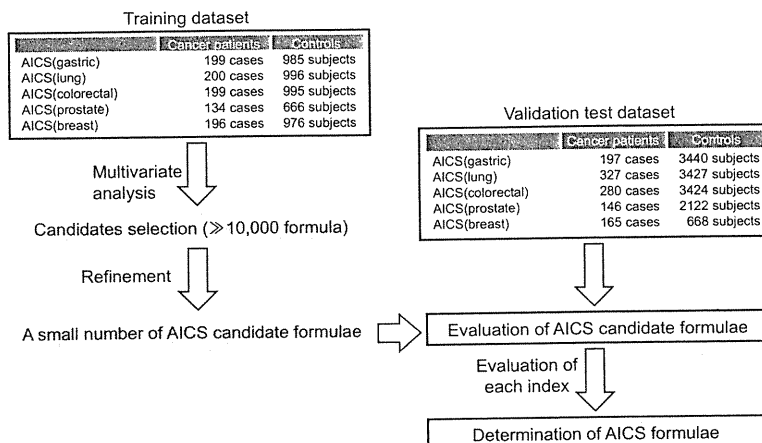 Training dataset
Cancer patients Controls
AICS(gastric) 199 cases 985 subjects
AICS(lung) 200 cases 996 subjects
AICS(colorectal) 199 cases 995 subjects
AICS(prostate) 134 cases 666 subjects
AICS(breast) 196 cases 976 subjects
Multivariate
analysis
Candidates selection (≫10,000 formula)
Refinement
A small number of AICS candidate formulae
Validation test dataset
Cancer patients Controls
AICS(gastric) 197 cases 3440 subjects
AICS(lung) 327 cases 3427 subjects
AICS(colorectal) 280 cases 3424 subjects
AICS(prostate) 146 cases 2122 subjects
AICS(breast) 165 cases 668 subjects
Evaluation of AICS candidate formulae
Evaluation of
each index
Determination of AICS formulae